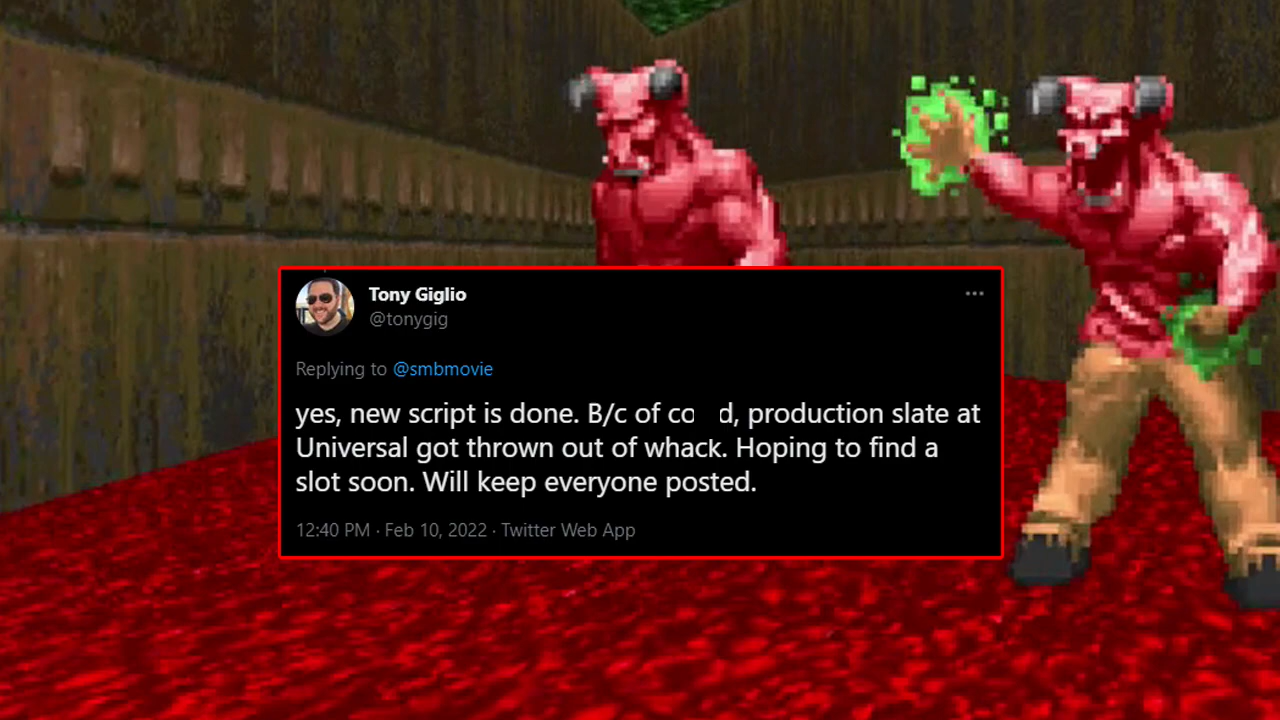 Tony Giglio
@tonygig
Replying to @smbmovie
yes, new script is done. B/c of co d, production slate at
Universal got thrown out of whack. Hoping to find a
slot soon. Will keep everyone posted.
12:40 PM · Feb 10, 2022 · Twitter Web App